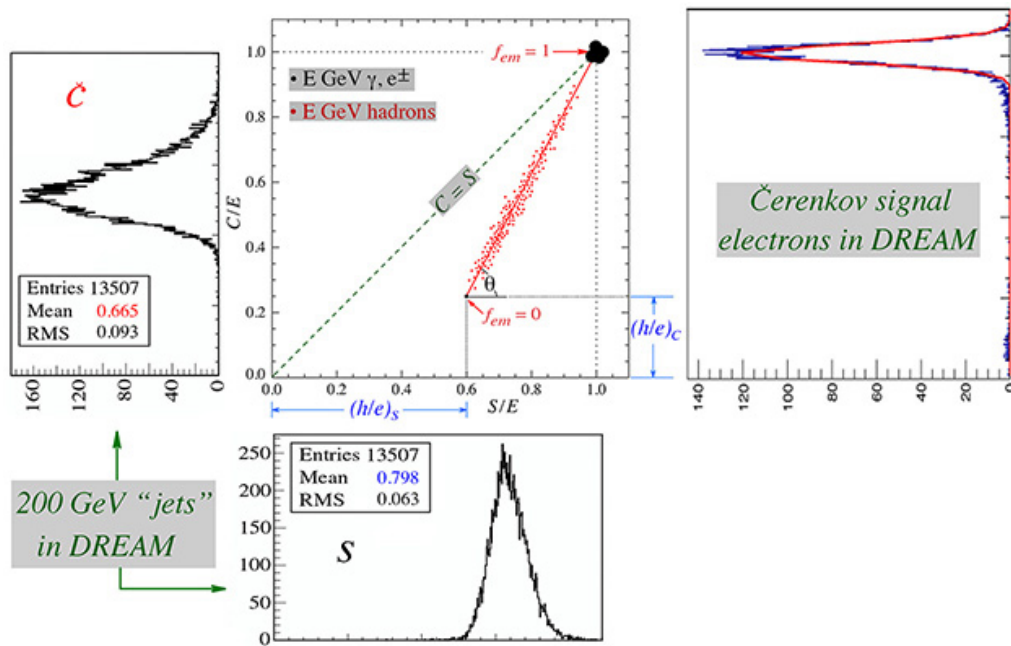 Č
Entries 13507
Mean 0.665
RMS 0.093
160
120
80
40
0
C/E
1.0
0.8
0.6
0.4
0.2
0.0
f_em = 1
• E GeV γ, e±
• E GeV hadrons
C = S
θ
f_em = 0
(h/e)_C
0.0
0.2
0.4
0.6
0.8
1.0
(h/e)_S
S/E
Čerenkov signal
electrons in DREAM
140
120
100
80
60
40
20
0
200 GeV “jets”
in DREAM
250
200
150
100
50
0
Entries 13507
Mean 0.798
RMS 0.063
S